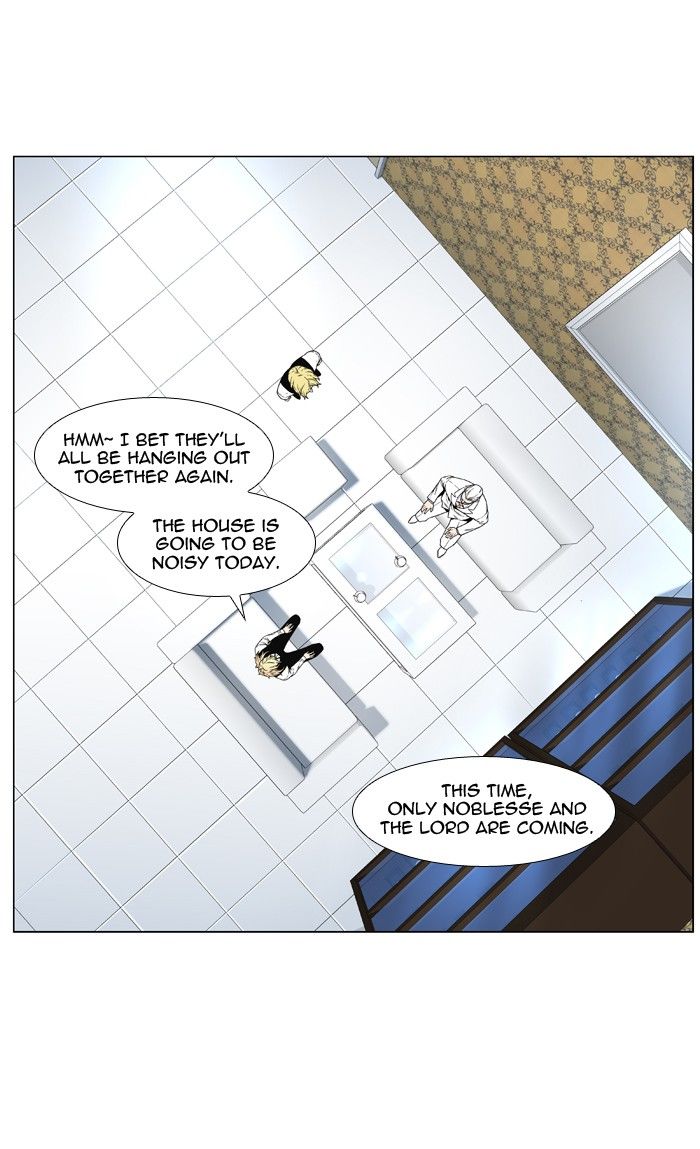 HMM~ I BET THEY'LL
ALL BE HANGING OUT
TOGETHER AGAIN.
THE HOUSE IS
GOING TO BE
NOISY TODAY.
THIS TIME,
ONLY NOBLESSE AND
THE LORD ARE COMING.